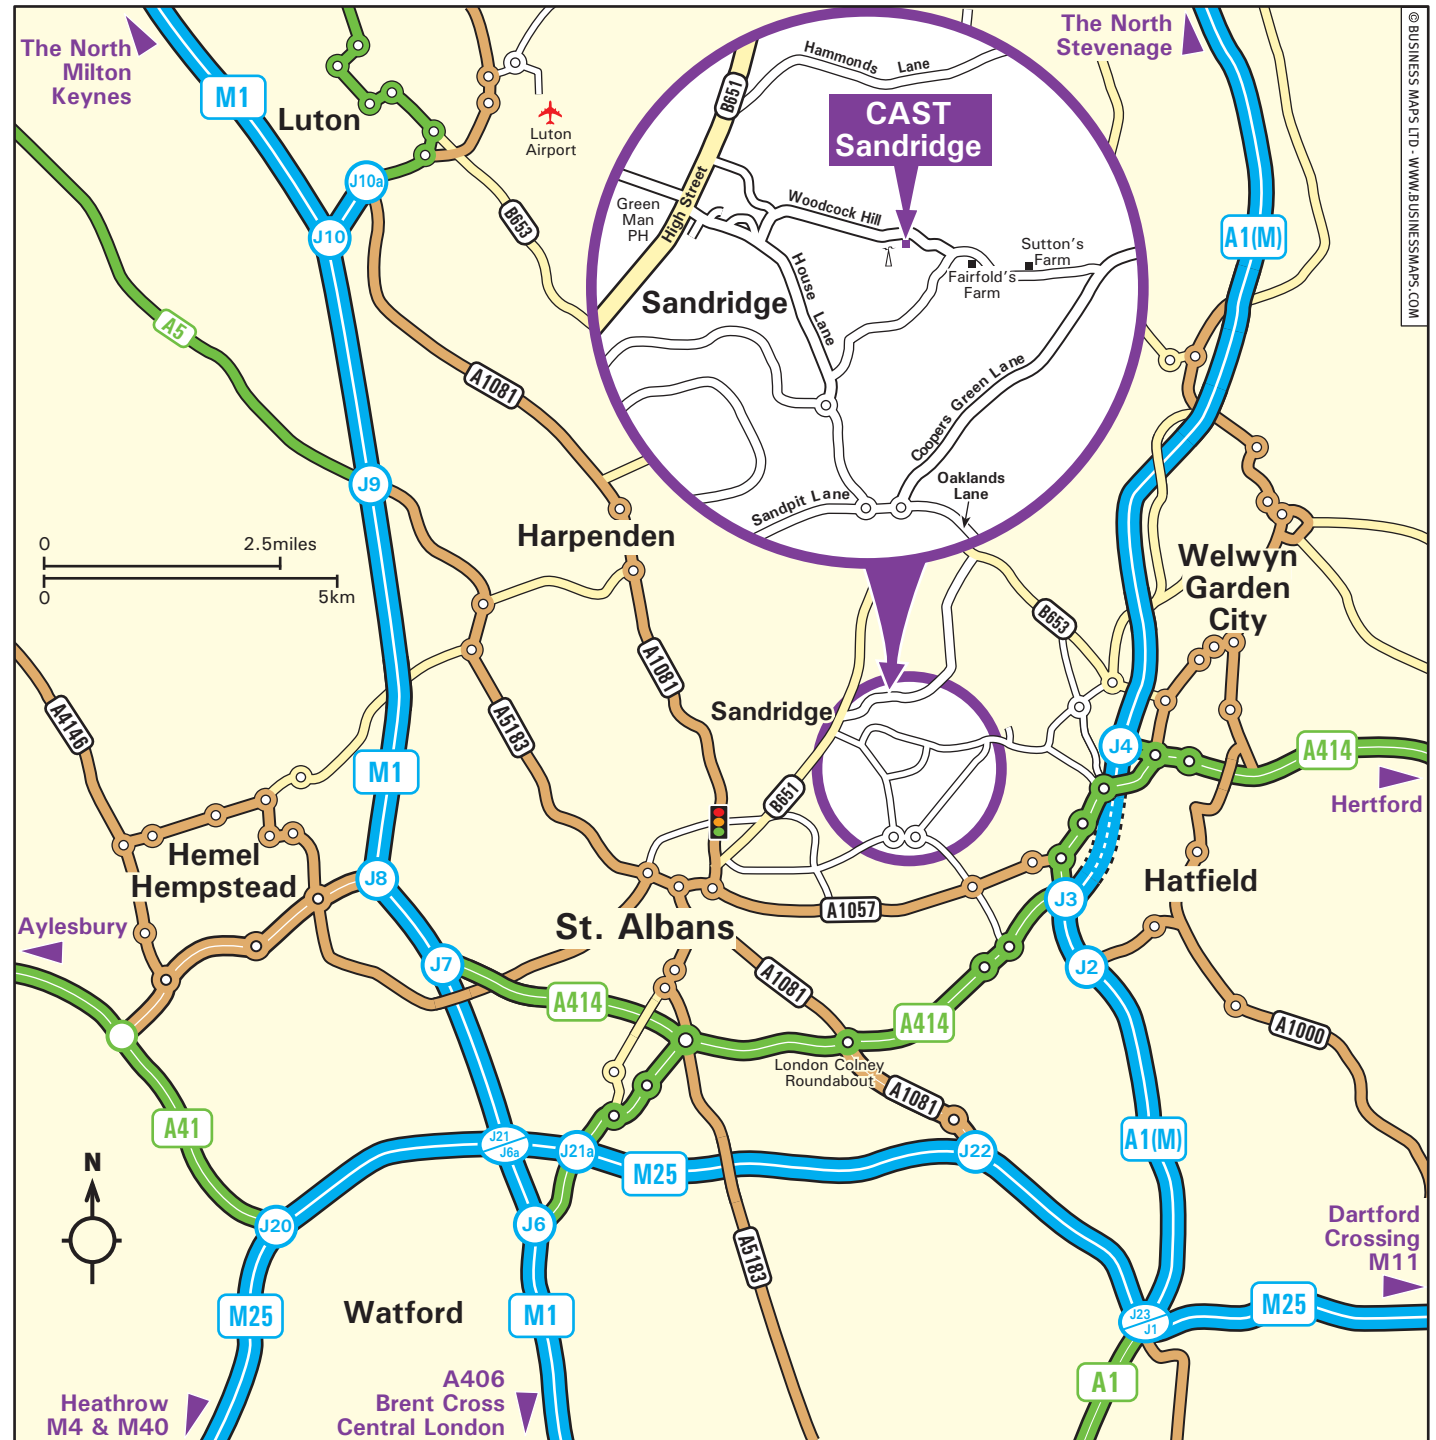 The North
Milton
Keynes
M1
Luton
J10a
J10
Luton
Airport
B653
A5
A1081
J9
0
2.5miles
0
5km
Harpenden
The North
Stevenage
© BUSINESS MAPS LTD - WWW.BUSINESSMAPS.COM
A1(M)
Hammonds Lane
B651
CAST
Sandridge
Green
Man
PH
High Street
Woodcock Hill
Sutton's
Farm
Fairfold's
Farm
House Lane
Sandridge
Coopers Green Lane
Oaklands
Lane
Sandpit Lane
Welwyn
Garden
City
B653
A1081
A4146
A5183
Sandridge
M1
B651
J4
A414
Hertford
Hemel
Hempstead
J8
Aylesbury
St. Albans
A1057
J3
Hatfield
J7
A414
A1081
A414
J2
A1000
London Colney
Roundabout
A1081
A41
J21
J6a
J21a
M25
J22
A1(M)
N
J20
J6
A5183
Dartford
Crossing
M11
M25
Watford
M1
J23
J1
M25
A1
Heathrow
M4 & M40
A406
Brent Cross
Central London